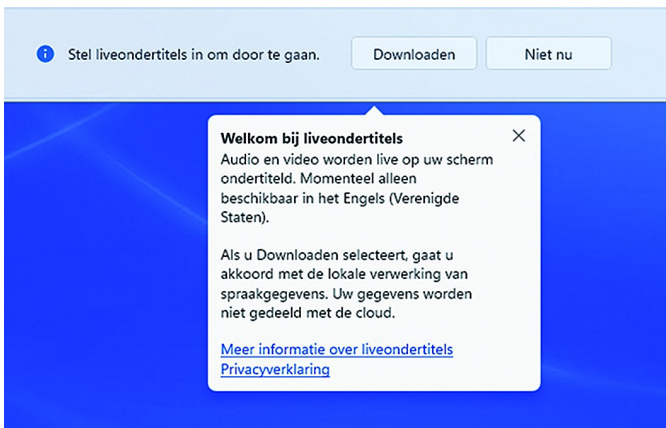 Stel liveondertitels in om door te gaan.
Downloaden
Niet nu
Welkom bij liveondertitels
Audio en video worden live op uw scherm
ondertiteld. Momenteel alleen
beschikbaar in het Engels (Verenigde
Staten).
Als u Downloaden selecteert, gaat u
akkoord met de lokale verwerking van
spraakgegevens. Uw gegevens worden
niet gedeeld met de cloud.
Meer informatie over liveondertitels
Privacyverklaring